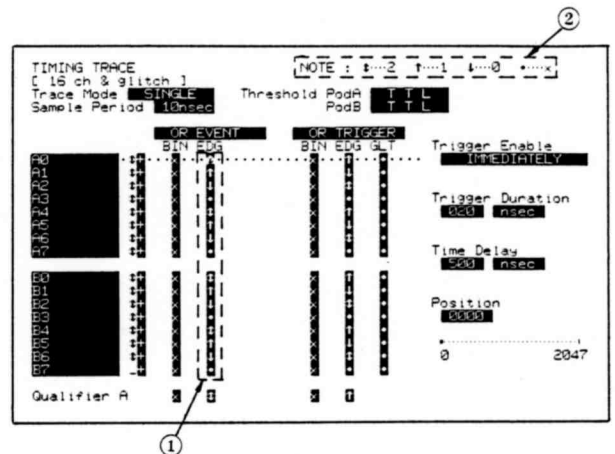 ②
TIMING TRACE
[ 16 ch & glitch ]
NOTE : ↕···2 ↑···1 ↓···0 •···×
Trace Mode SINGLE
Sample Period 10nsec
Threshold PodA T T L
PodB T T L
OR EVENT
BIN EDG
OR TRIGGER
BIN EDG GLT
Trigger Enable
IMMEDIATELY
A0
A1
A2
A3
A4
A5
A6
A7
Trigger Duration
020 nsec
Time Delay
500 nsec
B0
B1
B2
B3
B4
B5
B6
B7
Position
0000
0 2047
Qualifier A
①